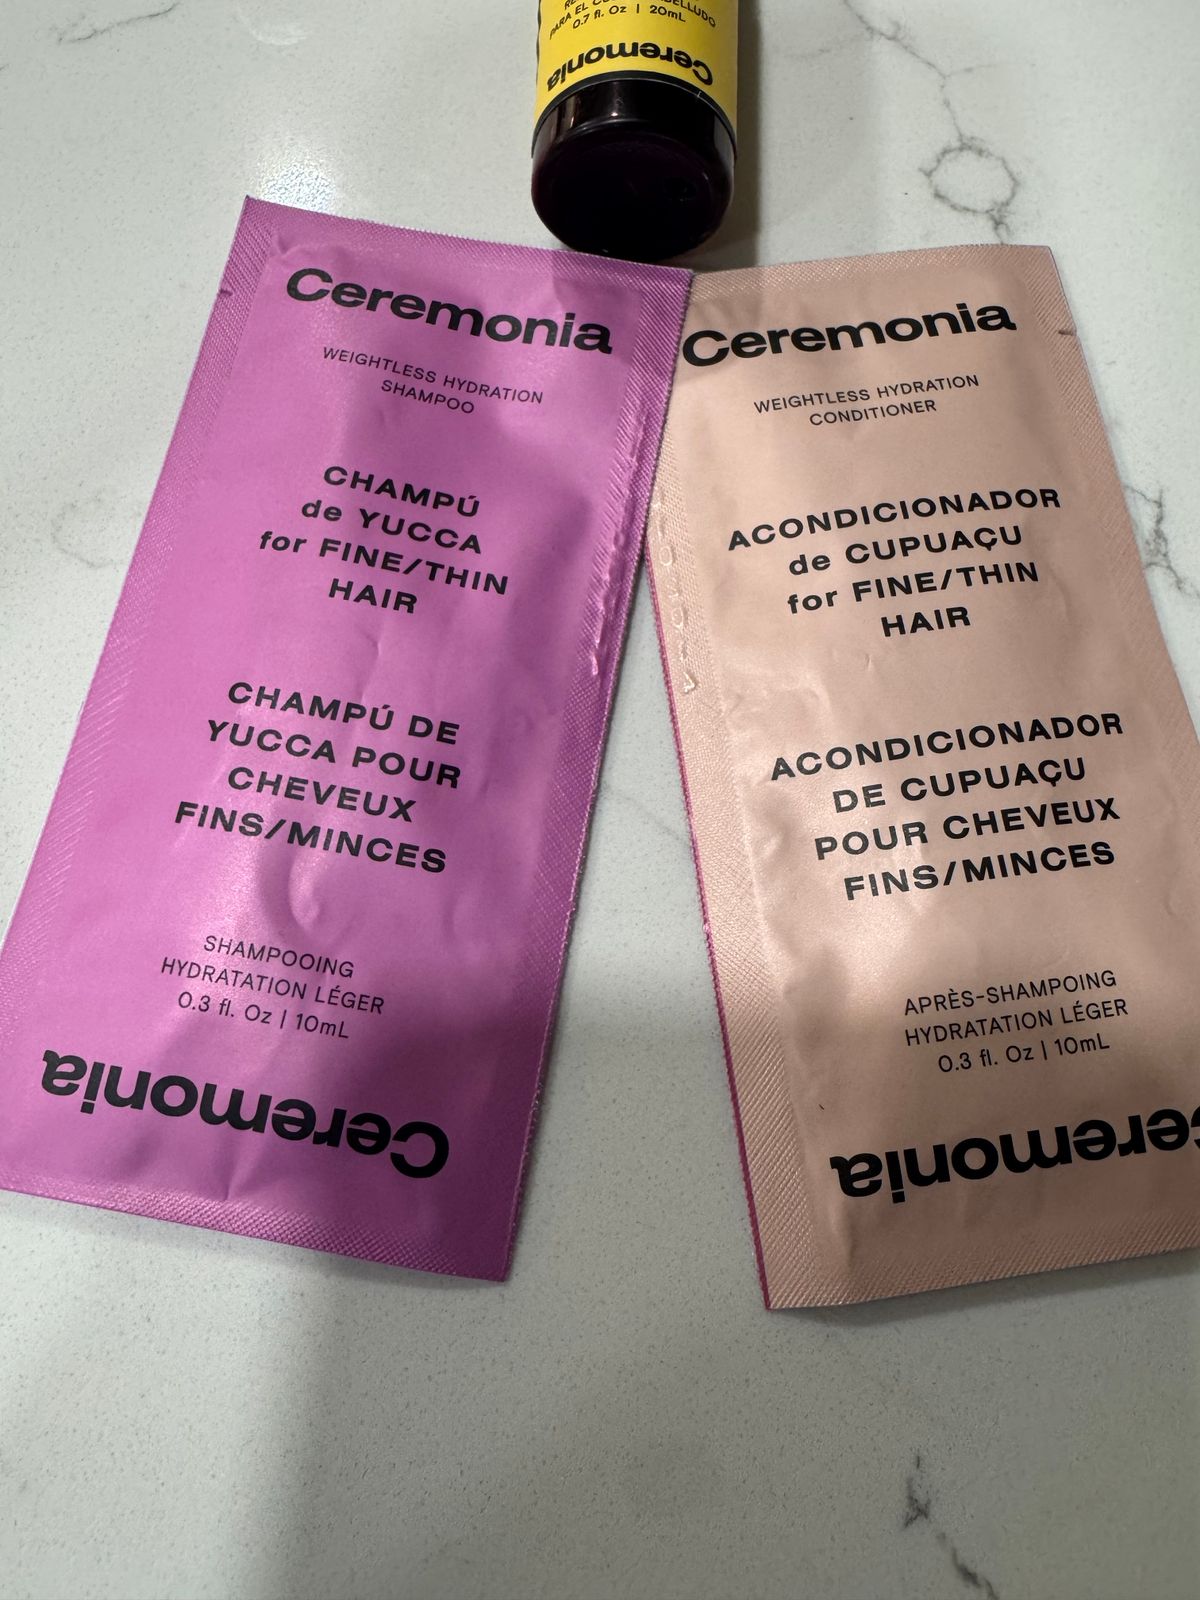 PARA EL
0.7 fl. Oz | 20mL
Ceremonia
Ceremonia
WEIGHTLESS HYDRATION
SHAMPOO
CHAMPÚ
de YUCCA
for FINE/THIN
HAIR
CHAMPÚ DE
YUCCA POUR
CHEVEUX
FINS/MINCES
SHAMPOOING
HYDRATATION LÉGER
0.3 fl. Oz | 10mL
Ceremonia
Ceremonia
WEIGHTLESS HYDRATION
CONDITIONER
ACONDICIONADOR
de CUPUAÇU
for FINE/THIN
HAIR
ACONDICIONADOR
DE CUPUAÇU
POUR CHEVEUX
FINS/MINCES
APRÈS-SHAMPOING
HYDRATATION LÉGER
0.3 fl. Oz | 10mL
Ceremonia